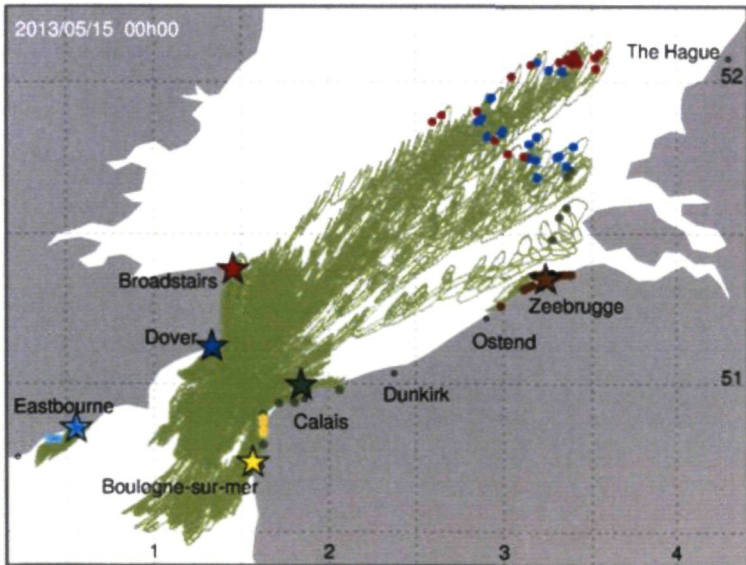 2013/05/15 00h00
The Hague
52
Broadstairs
Zeebrugge
Dover
Ostend
51
Dunkirk
Eastbourne
Calais
Boulogne-sur-mer
1 2 3 4